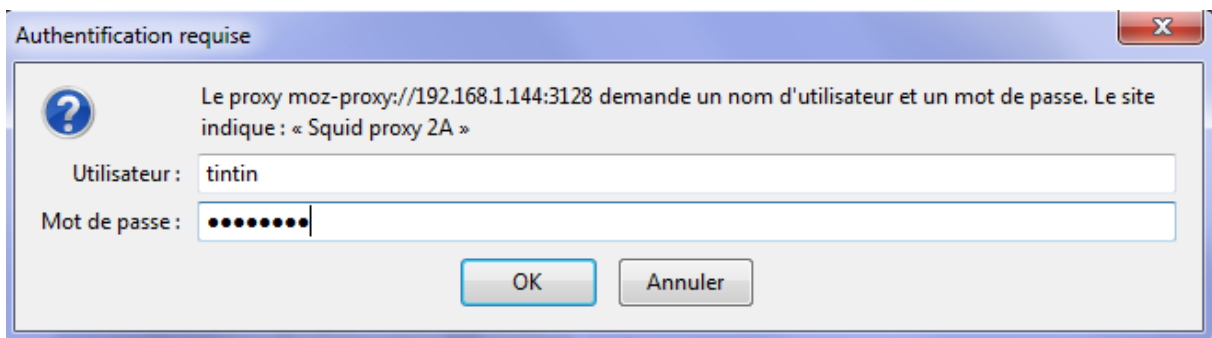 Authentification requise
Le proxy moz-proxy://192.168.1.144:3128 demande un nom d'utilisateur et un mot de passe. Le site
indique : « Squid proxy 2A »
Utilisateur : tintin
Mot de passe : ••••••••
OK Annuler